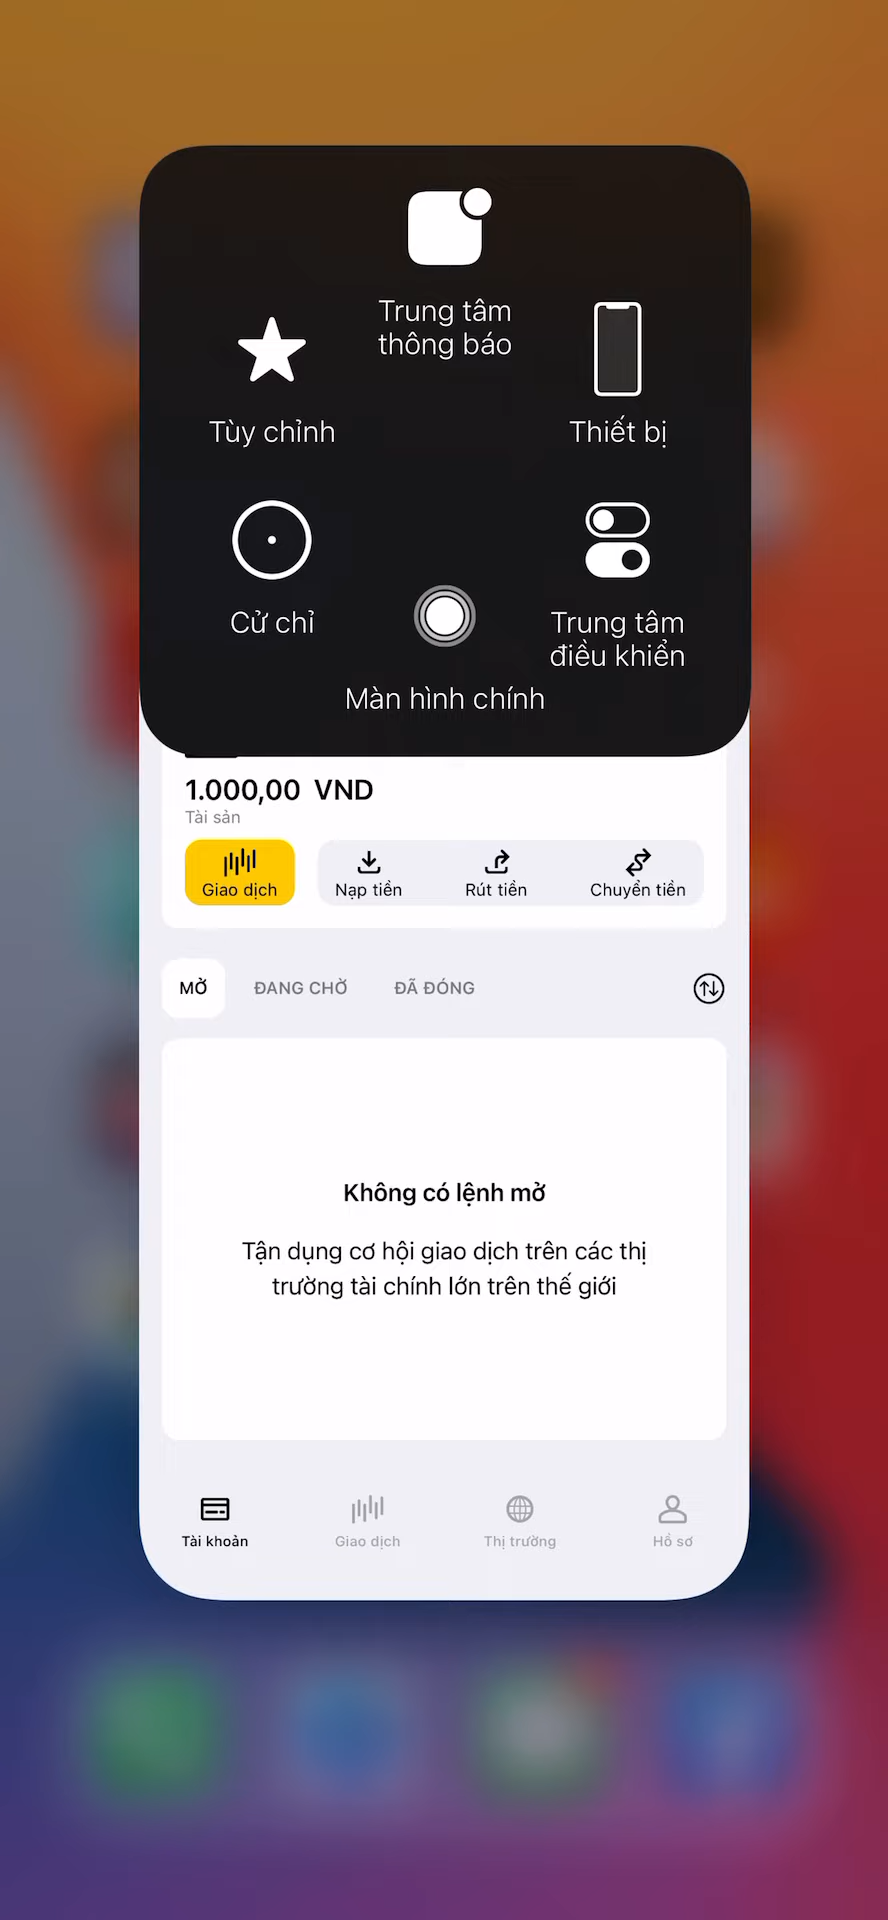 Trung tâm
thông báo
Tùy chỉnh
Thiết bị
Cử chỉ
Trung tâm
điều khiển
Màn hình chính
1.000,00 VND
Tài sản
Giao dịch
Nạp tiền
Rút tiền
Chuyển tiền
MỞ
ĐANG CHỜ
ĐÃ ĐÓNG
Không có lệnh mở
Tận dụng cơ hội giao dịch trên các thị
trường tài chính lớn trên thế giới
Tài khoản
Giao dịch
Thị trường
Hồ sơ